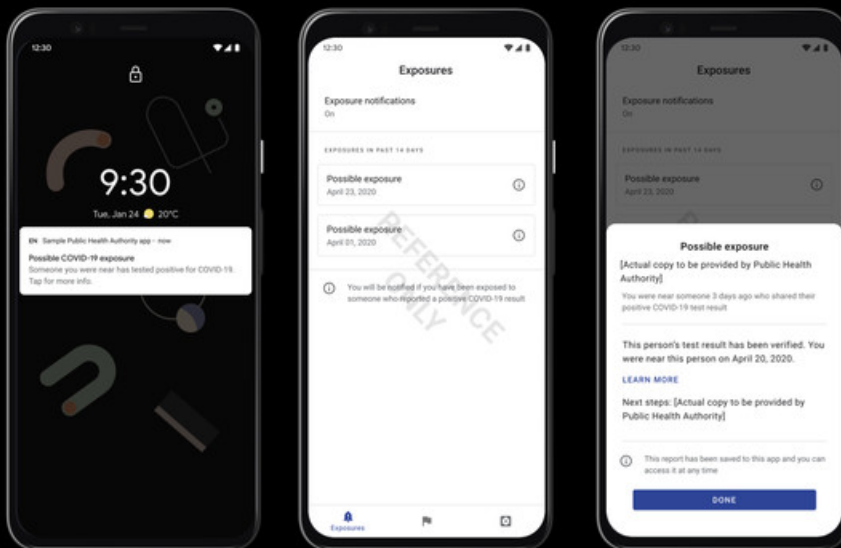 12:30
9:30
Tue, Jan 24 20°C
EN Sample Public Health Authority app - now
Possible COVID-19 exposure
Someone you were near has tested positive for COVID-19.
Tap for more info.
12:30
Exposures
Exposure notifications
On
EXPOSURES IN PAST 14 DAYS
Possible exposure
April 23, 2020
Possible exposure
April 01, 2020
You will be notified if you have been exposed to
someone who reported a positive COVID-19 result
REFERENCE
ONLY
Exposures
12:30
Exposures
Exposure notifications
On
EXPOSURES IN PAST 14 DAYS
Possible exposure
April 23, 2020
Possible exposure
[Actual copy to be provided by Public Health
Authority]
You were near someone 3 days ago who shared their
positive COVID-19 test result
This person's test result has been verified. You
were near this person on April 20, 2020.
LEARN MORE
Next steps: [Actual copy to be provided by
Public Health Authority]
This report has been saved to this app and you can
access it at any time
DONE